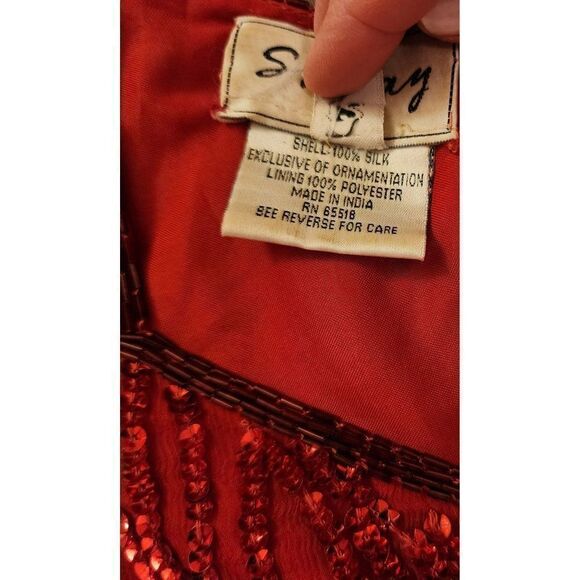 SHELL:100% SILK
EXCLUSIVE OF ORNAMENTATION
LINING 100% POLYESTER
MADE IN INDIA
RN 65518
SEE REVERSE FOR CARE